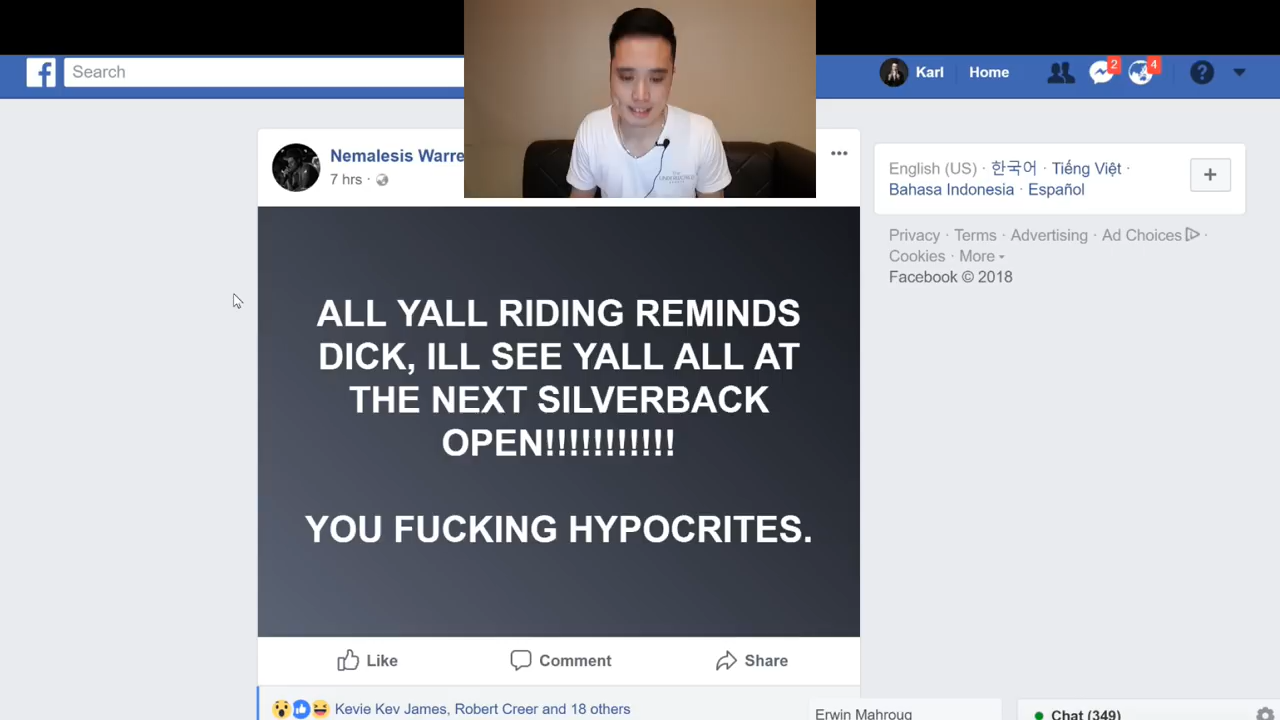 Search
Karl
Home
2
4
?
Nemalesis Warre
7 hrs ·
ALL YALL RIDING REMINDS
DICK, ILL SEE YALL ALL AT
THE NEXT SILVERBACK
OPEN!!!!!!!!!!!
YOU FUCKING HYPOCRITES.
Like
Comment
Share
Kevie Kev James, Robert Creer and 18 others
English (US) · 한국어 · Tiếng Việt ·
Bahasa Indonesia · Español
+
Privacy · Terms · Advertising · Ad Choices ·
Cookies · More
Facebook © 2018
Erwin Mahroug
Chat (349)